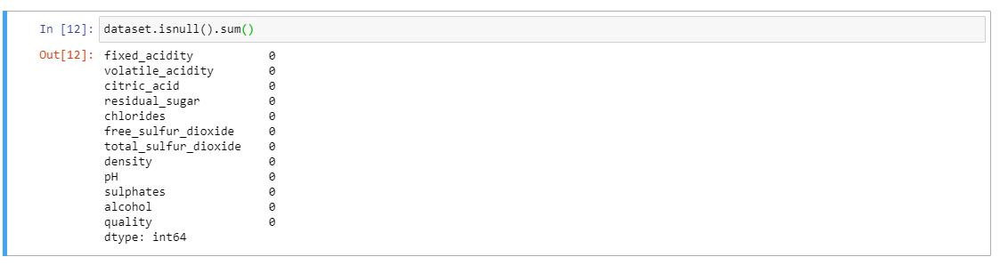 In [12]: dataset.isnull().sum()
Out[12]: fixed_acidity 0
volatile_acidity 0
citric_acid 0
residual_sugar 0
chlorides 0
free_sulfur_dioxide 0
total_sulfur_dioxide 0
density 0
pH 0
sulphates 0
alcohol 0
quality 0
dtype: int64